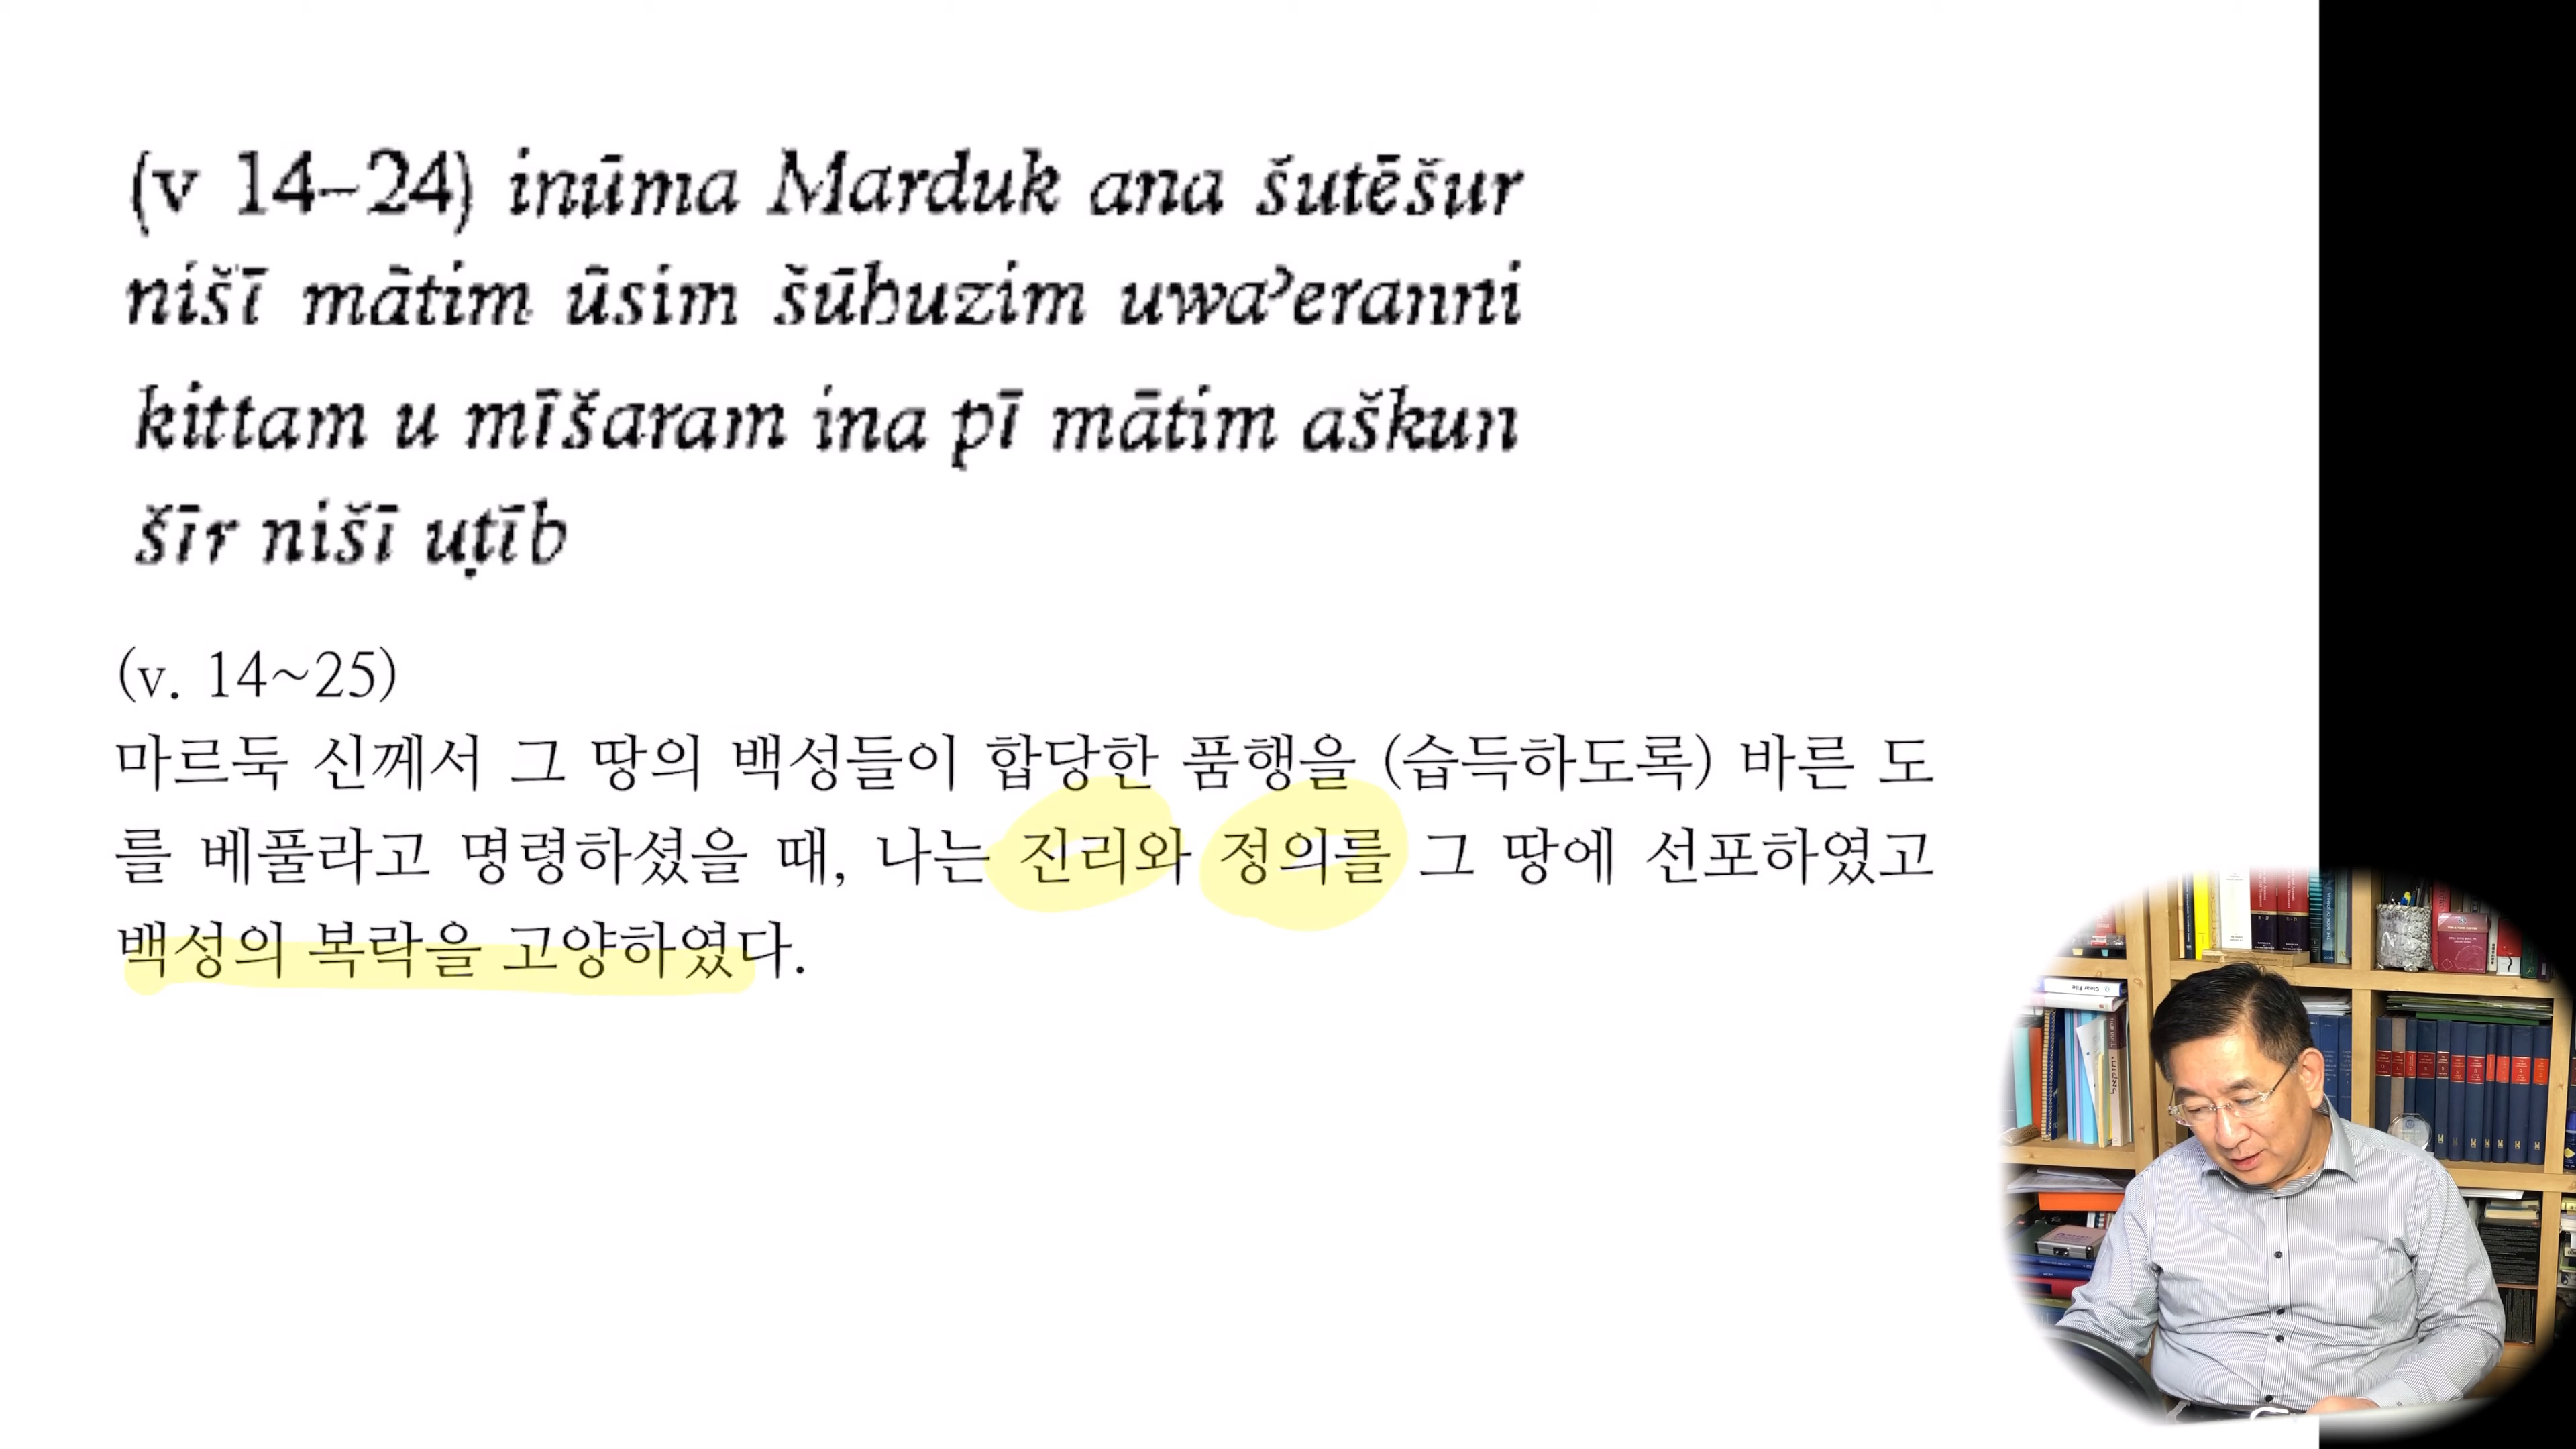 (v 14–24) inūma Marduk ana šutēšur
nišī mātim ūsim šūhuzim uwaʾeranni
kittam u mīšaram ina pī mātim aškun
šīr nišī uṭīb
(v. 14~25)
마르둑 신께서 그 땅의 백성들이 합당한 품행을 (습득하도록) 바른 도
를 베풀라고 명령하셨을 때, 나는 진리와 정의를 그 땅에 선포하였고
백성의 복락을 고양하였다.
Clear File